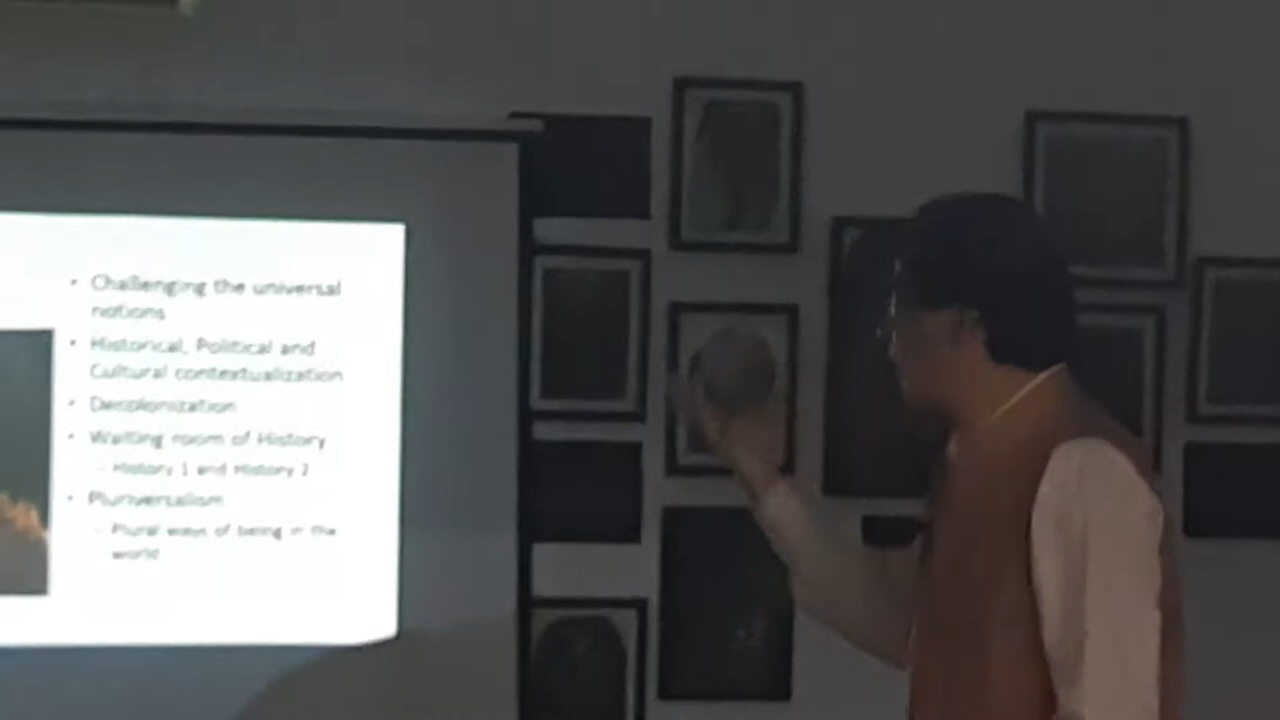 • Challenging the universal
notions
• Historical, Political and
Cultural contextualization
• Decolonization
• Waiting room of History
– History 1 and History 2
• Pluriversalism
– Plural ways of being in the
world